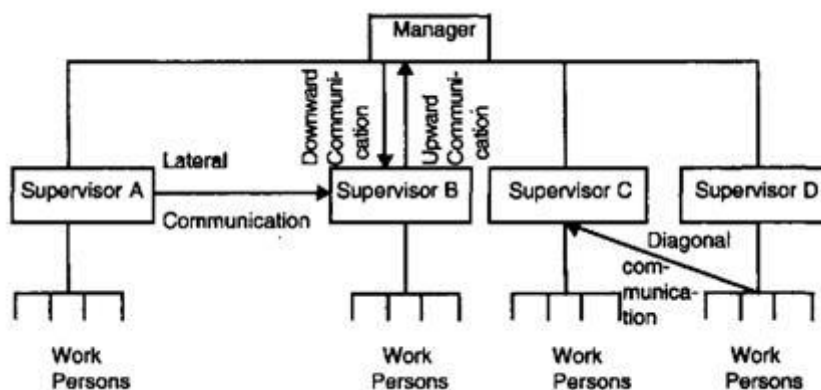 Manager
Downward
Communi-
cation
Upward
Communi-
cation
Lateral
Supervisor A
Supervisor B
Supervisor C
Supervisor D
Communication
Diagonal
com-
munica-
tion
Work
Persons
Work
Persons
Work
Persons
Work
Persons